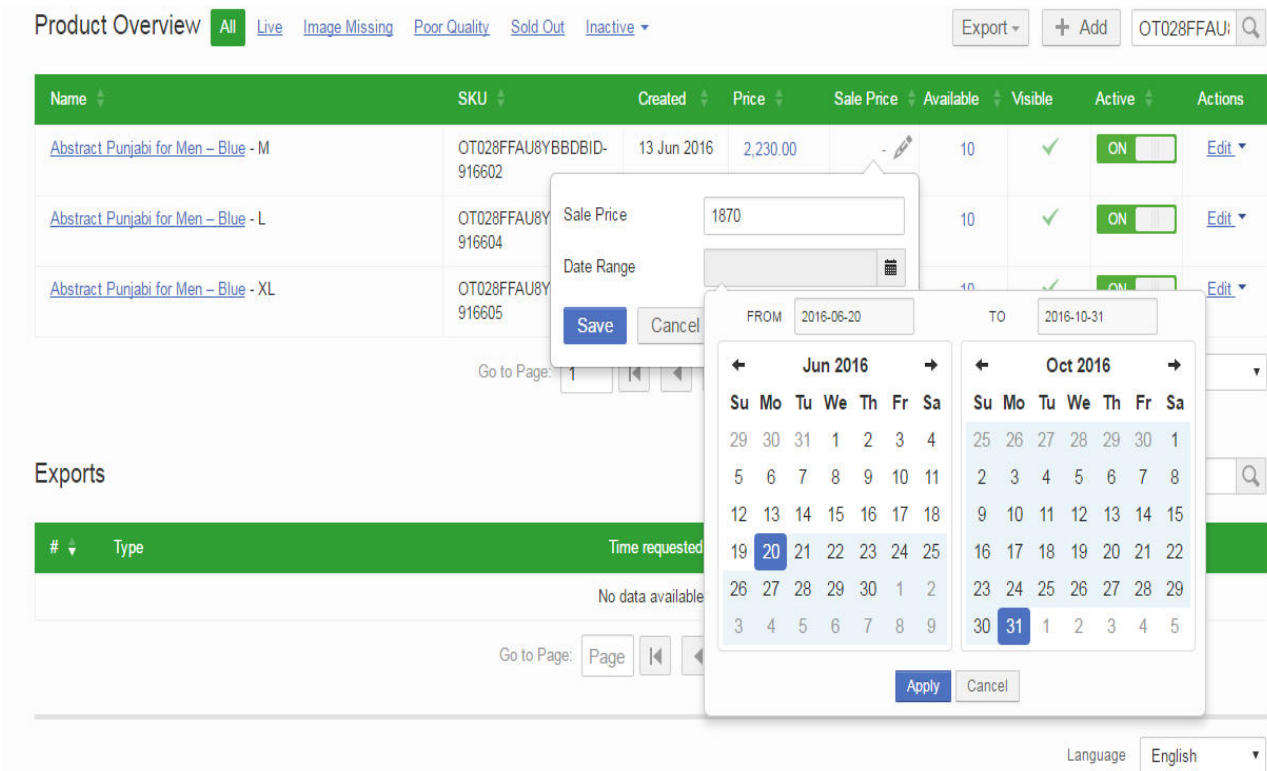 Product Overview All Live Image Missing Poor Quality Sold Out Inactive Export + Add OT028FFAU
Name SKU Created Price Sale Price Available Visible Active Actions
Abstract Punjabi for Men – Blue - M OT028FFAU8YBBDBID- 13 Jun 2016 2,230.00 - 10 ON Edit
916602
Abstract Punjabi for Men – Blue - L OT028FFAU8Y 10 ON Edit
916604
Abstract Punjabi for Men – Blue - XL OT028FFAU8Y 10 ON Edit
916605
Sale Price 1870
Date Range
Save Cancel
FROM 2016-06-20 TO 2016-10-31
Jun 2016
Su Mo Tu We Th Fr Sa
29 30 31 1 2 3 4
5 6 7 8 9 10 11
12 13 14 15 16 17 18
19 20 21 22 23 24 25
26 27 28 29 30 1 2
3 4 5 6 7 8 9
Oct 2016
Su Mo Tu We Th Fr Sa
25 26 27 28 29 30 1
2 3 4 5 6 7 8
9 10 11 12 13 14 15
16 17 18 19 20 21 22
23 24 25 26 27 28 29
30 31 1 2 3 4 5
Apply Cancel
Go to Page: 1
Exports
# Type Time requested
No data available
Go to Page: Page
Language English